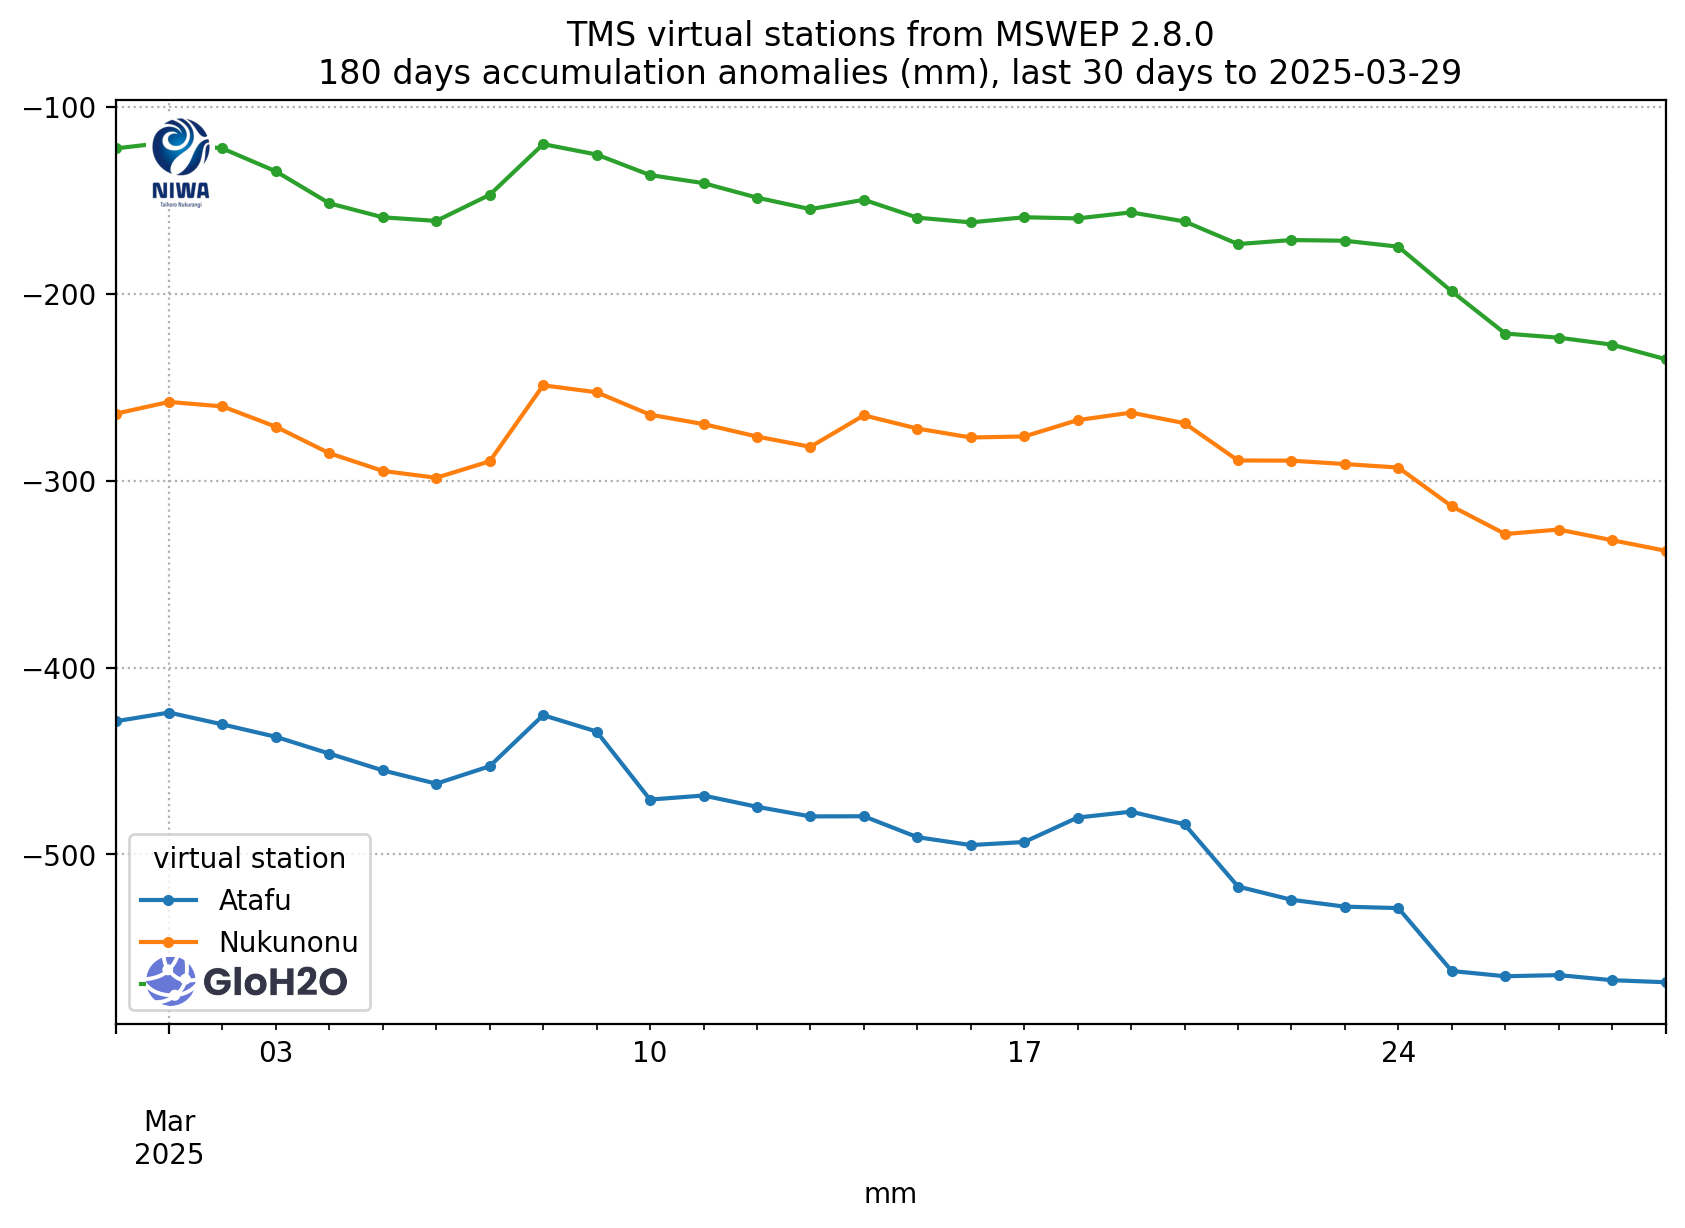 TMS virtual stations from MSWEP 2.8.0
180 days accumulation anomalies (mm), last 30 days to 2025-03-29
−100
NIWA
Taihoro Nukurangi
−200
−300
−400
−500
virtual station
Atafu
Nukunonu
GloH2O
03
10
17
24
Mar
2025
mm